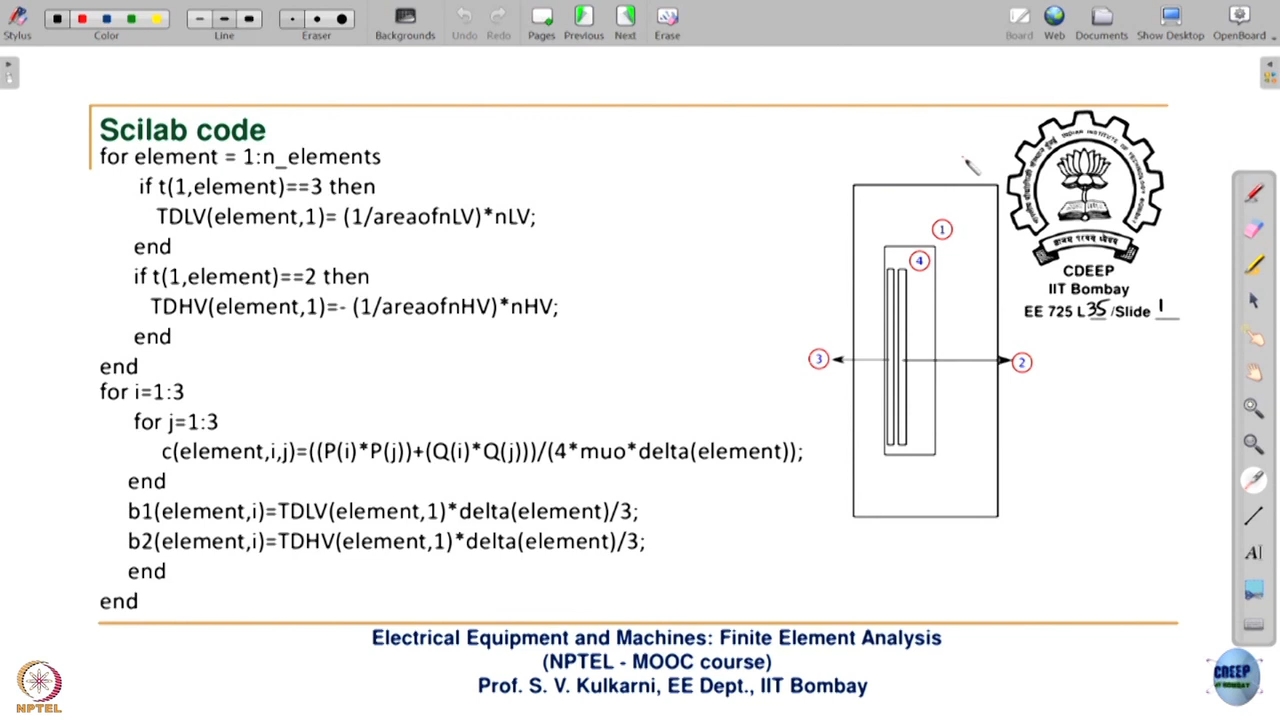 Stylus
Color
Line
Eraser
Backgrounds
Undo
Redo
Pages
Previous
Next
Erase
Board
Web
Documents
Show Desktop
OpenBoard
Scilab code
for element = 1:n_elements
if t(1,element)==3 then
TDLV(element,1)= (1/areaofnLV)*nLV;
end
if t(1,element)==2 then
TDHV(element,1)=- (1/areaofnHV)*nHV;
end
end
for i=1:3
for j=1:3
c(element,i,j)=((P(i)*P(j))+(Q(i)*Q(j)))/(4*muo*delta(element));
end
b1(element,i)=TDLV(element,1)*delta(element)/3;
b2(element,i)=TDHV(element,1)*delta(element)/3;
end
end
1
4
3
2
CDEEP
IIT Bombay
EE 725 L 35 /Slide 1
Electrical Equipment and Machines: Finite Element Analysis
(NPTEL - MOOC course)
Prof. S. V. Kulkarni, EE Dept., IIT Bombay
NPTEL
CDEEP